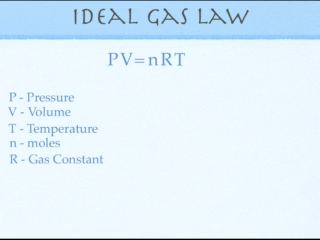 IDEAL GAS LAW
PV=nRT
P - Pressure
V - Volume
T - Temperature
n - moles
R - Gas Constant